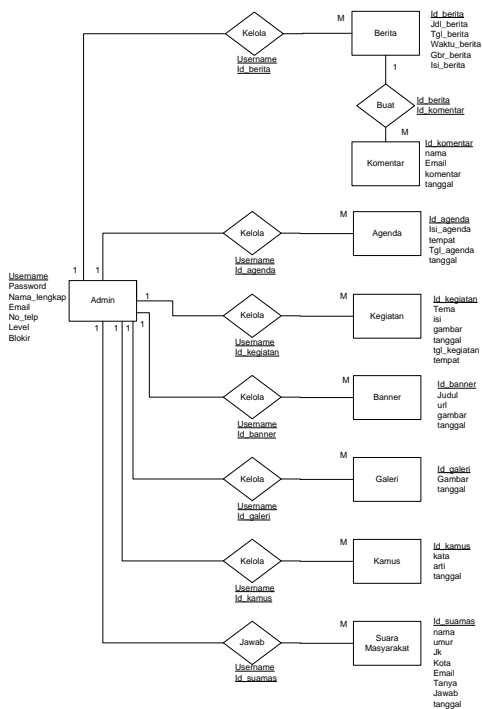 Kelola
Username
Id_berita
M
Berita
Id_berita
Jdl_berita
Tgl_berita
Waktu_berita
Gbr_berita
Isi_berita
1
Buat
Id_berita
Id_komentar
M
Komentar
Id_komentar
nama
Email
komentar
tanggal
Kelola
Username
Id_agenda
M
Agenda
Id_agenda
Isi_agenda
tempat
Tgl_agenda
tanggal
Username
Password
Nama_lengkap
Email
No_telp
Level
Blokir
Admin
1
1
1
1
1
1
1
Kelola
Username
Id_kegiatan
M
Kegiatan
Id_kegiatan
Tema
isi
gambar
tanggal
tgl_kegiatan
tempat
Kelola
Username
Id_banner
M
Banner
Id_banner
Judul
url
gambar
tanggal
Kelola
Username
Id_galeri
M
Galeri
Id_galeri
Gambar
tanggal
Kelola
Username
Id_kamus
M
Kamus
Id_kamus
kata
arti
tanggal
Jawab
Username
Id_suamas
M
Suara
Masyarakat
Id_suamas
nama
umur
Jk
Kota
Email
Tanya
Jawab
tanggal